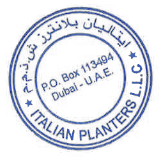 ايتاليان بلانترز ش.ذ.م.م
P.O. Box 113494
Dubai - U.A.E.
★ ITALIAN PLANTERS L.L.C ★